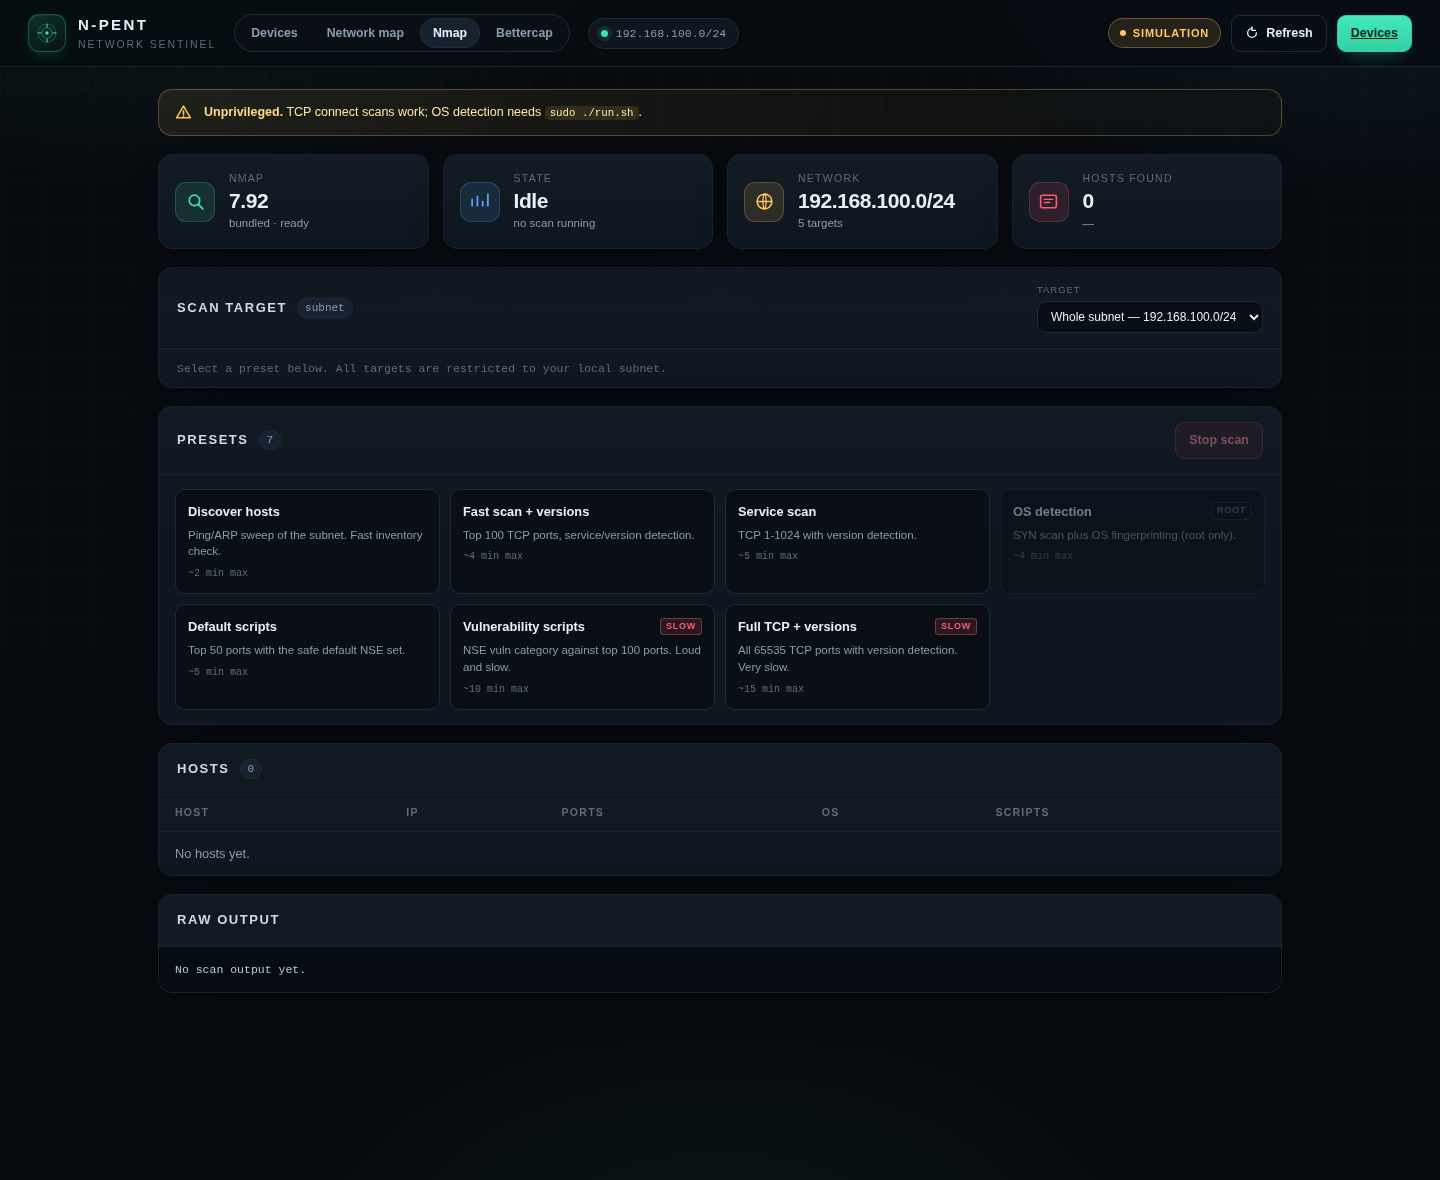 N-PENT
NETWORK SENTINEL
Devices
Network map
Nmap
Bettercap
192.168.100.0/24
SIMULATION
Refresh
Devices
Unprivileged. TCP connect scans work; OS detection needs sudo ./run.sh.
NMAP
7.92
bundled · ready
STATE
Idle
no scan running
NETWORK
192.168.100.0/24
5 targets
HOSTS FOUND
0
—
SCAN TARGET subnet
TARGET
Whole subnet — 192.168.100.0/24
Select a preset below. All targets are restricted to your local subnet.
PRESETS 7
Stop scan
Discover hosts
Ping/ARP sweep of the subnet. Fast inventory
check.
~2 min max
Fast scan + versions
Top 100 TCP ports, service/version detection.
~4 min max
Service scan
TCP 1-1024 with version detection.
~5 min max
OS detection ROOT
SYN scan plus OS fingerprinting (root only).
~4 min max
Default scripts
Top 50 ports with the safe default NSE set.
~5 min max
Vulnerability scripts SLOW
NSE vuln category against top 100 ports. Loud
and slow.
~10 min max
Full TCP + versions SLOW
All 65535 TCP ports with version detection.
Very slow.
~15 min max
HOSTS 0
HOST IP PORTS OS SCRIPTS
No hosts yet.
RAW OUTPUT
No scan output yet.